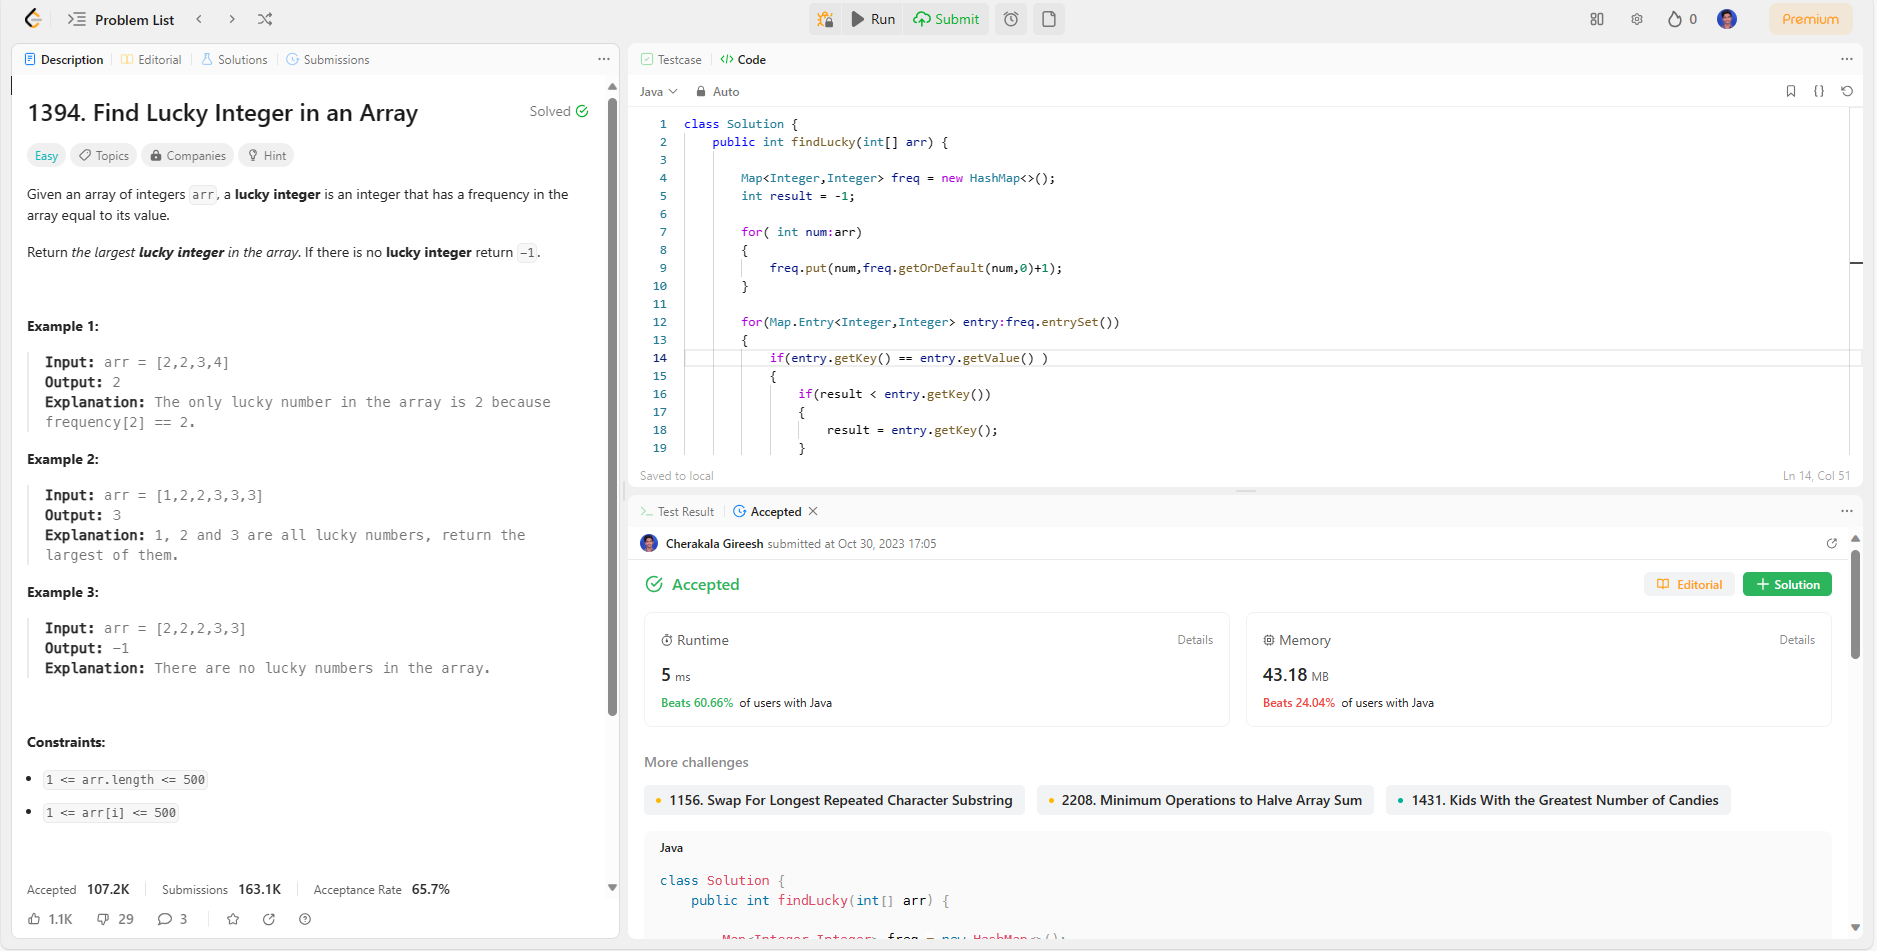 Problem List
Run
Submit
0
Premium
Description
Editorial
Solutions
Submissions
1394. Find Lucky Integer in an Array
Solved
Easy
Topics
Companies
Hint
Given an array of integers arr, a lucky integer is an integer that has a frequency in the
array equal to its value.
Return the largest lucky integer in the array. If there is no lucky integer return -1.
Example 1:
Input: arr = [2,2,3,4]
Output: 2
Explanation: The only lucky number in the array is 2 because
frequency[2] == 2.
Example 2:
Input: arr = [1,2,2,3,3,3]
Output: 3
Explanation: 1, 2 and 3 are all lucky numbers, return the
largest of them.
Example 3:
Input: arr = [2,2,2,3,3]
Output: -1
Explanation: There are no lucky numbers in the array.
Constraints:
• 1 <= arr.length <= 500
• 1 <= arr[i] <= 500
Accepted 107.2K
Submissions 163.1K
Acceptance Rate 65.7%
1.1K
29
3
Testcase
</> Code
Java
Auto
{}
1 class Solution {
2 public int findLucky(int[] arr) {
3
4 Map<Integer,Integer> freq = new HashMap<>();
5 int result = -1;
6
7 for( int num:arr)
8 {
9 freq.put(num,freq.getOrDefault(num,0)+1);
10 }
11
12 for(Map.Entry<Integer,Integer> entry:freq.entrySet())
13 {
14 if(entry.getKey() == entry.getValue() )
15 {
16 if(result < entry.getKey())
17 {
18 result = entry.getKey();
19 }
Saved to local
Ln 14, Col 51
Test Result
Accepted
Cherakala Gireesh submitted at Oct 30, 2023 17:05
Accepted
Editorial
+ Solution
Runtime
Details
5 ms
Beats 60.66% of users with Java
Memory
Details
43.18 MB
Beats 24.04% of users with Java
More challenges
1156. Swap For Longest Repeated Character Substring
2208. Minimum Operations to Halve Array Sum
1431. Kids With the Greatest Number of Candies
Java
class Solution {
public int findLucky(int[] arr) {
Map<Integer,Integer> freq = new HashMap<>();